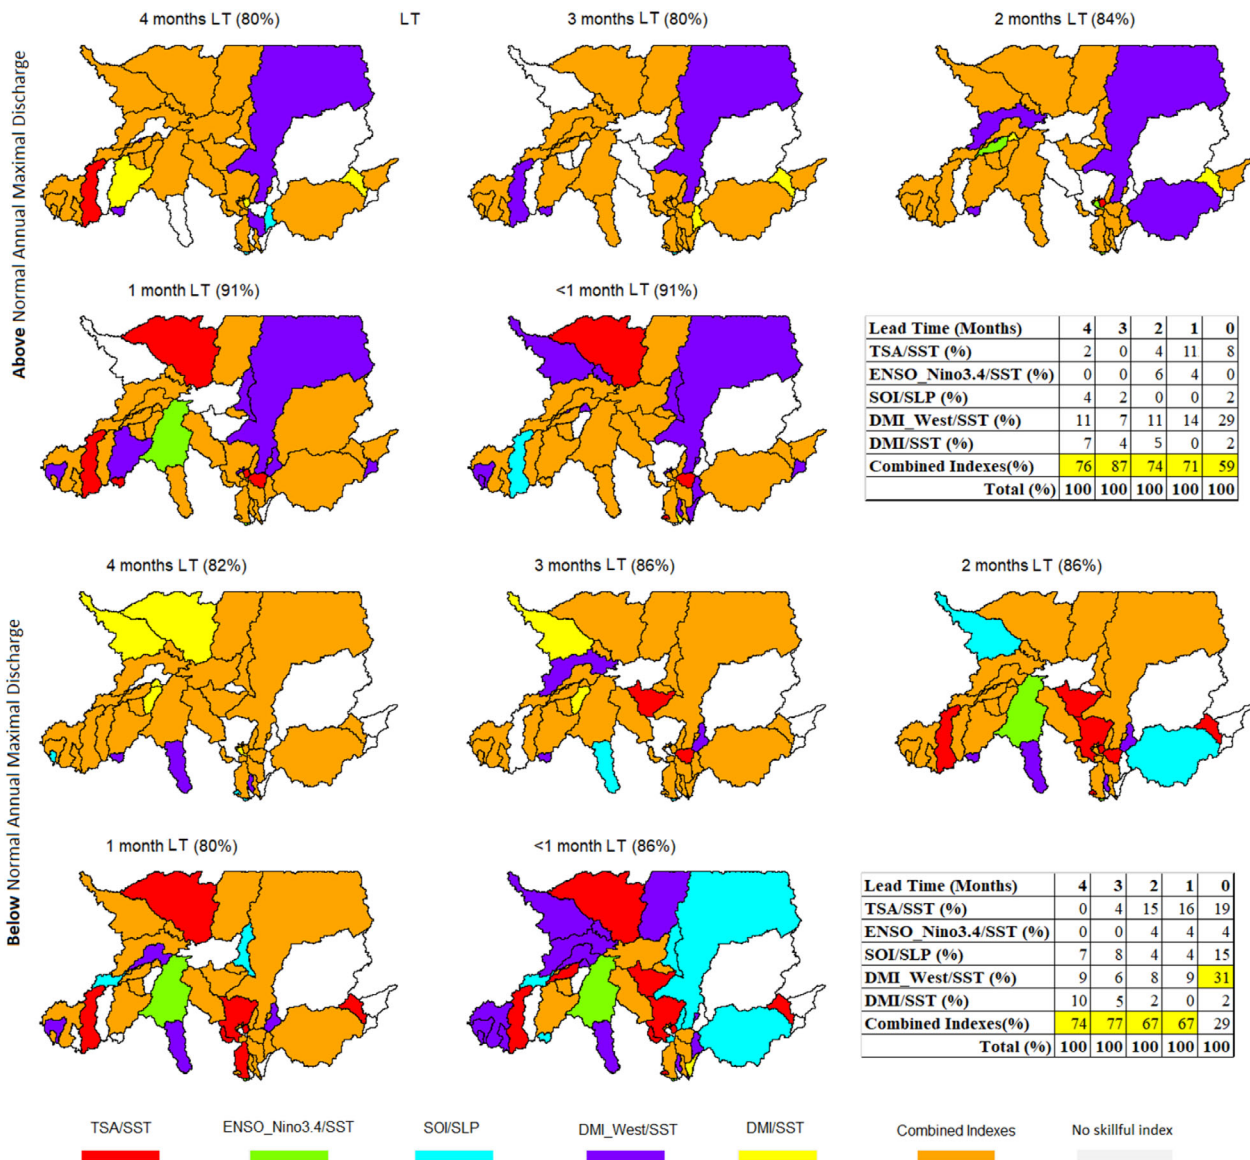 4 months LT (80%) LT 3 months LT (80%) 2 months LT (84%)
Above Normal Annual Maximal Discharge
1 month LT (91%) <1 month LT (91%)
Lead Time (Months) 4 3 2 1 0
TSA/SST (%) 2 0 4 11 8
ENSO_Nino3.4/SST (%) 0 0 6 4 0
SOI/SLP (%) 4 2 0 0 2
DMI_West/SST (%) 11 7 11 14 29
DMI/SST (%) 7 4 5 0 2
Combined Indexes(%) 76 87 74 71 59
Total (%) 100 100 100 100 100
4 months LT (82%) 3 months LT (86%) 2 months LT (86%)
Below Normal Annual Maximal Discharge
1 month LT (80%) <1 month LT (86%)
Lead Time (Months) 4 3 2 1 0
TSA/SST (%) 0 4 15 16 19
ENSO_Nino3.4/SST (%) 0 0 4 4 4
SOI/SLP (%) 7 8 4 4 15
DMI_West/SST (%) 9 6 8 9 31
DMI/SST (%) 10 5 2 0 2
Combined Indexes(%) 74 77 67 67 29
Total (%) 100 100 100 100 100
TSA/SST ENSO_Nino3.4/SST SOI/SLP DMI_West/SST DMI/SST Combined Indexes No skillful index